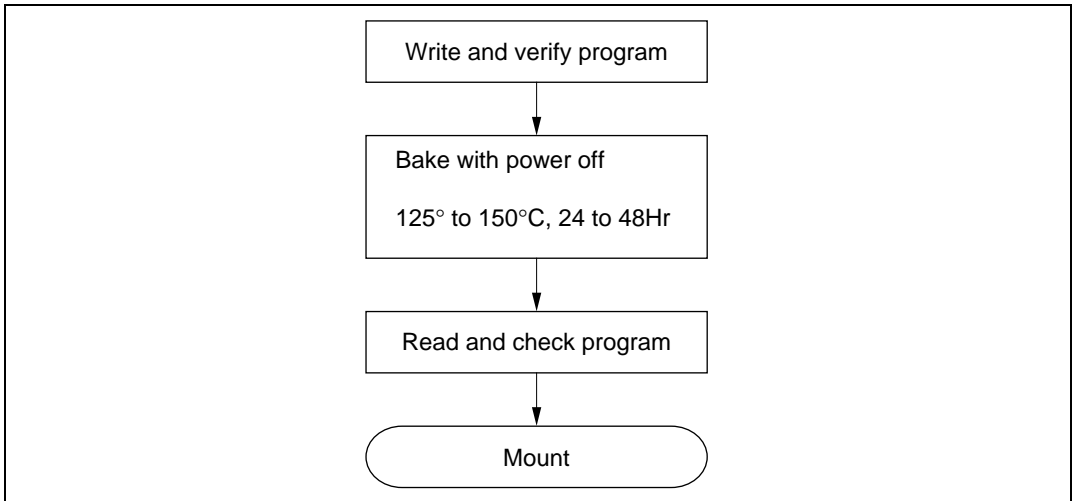 Write and verify program
Bake with power off
125° to 150°C, 24 to 48Hr
Read and check program
Mount